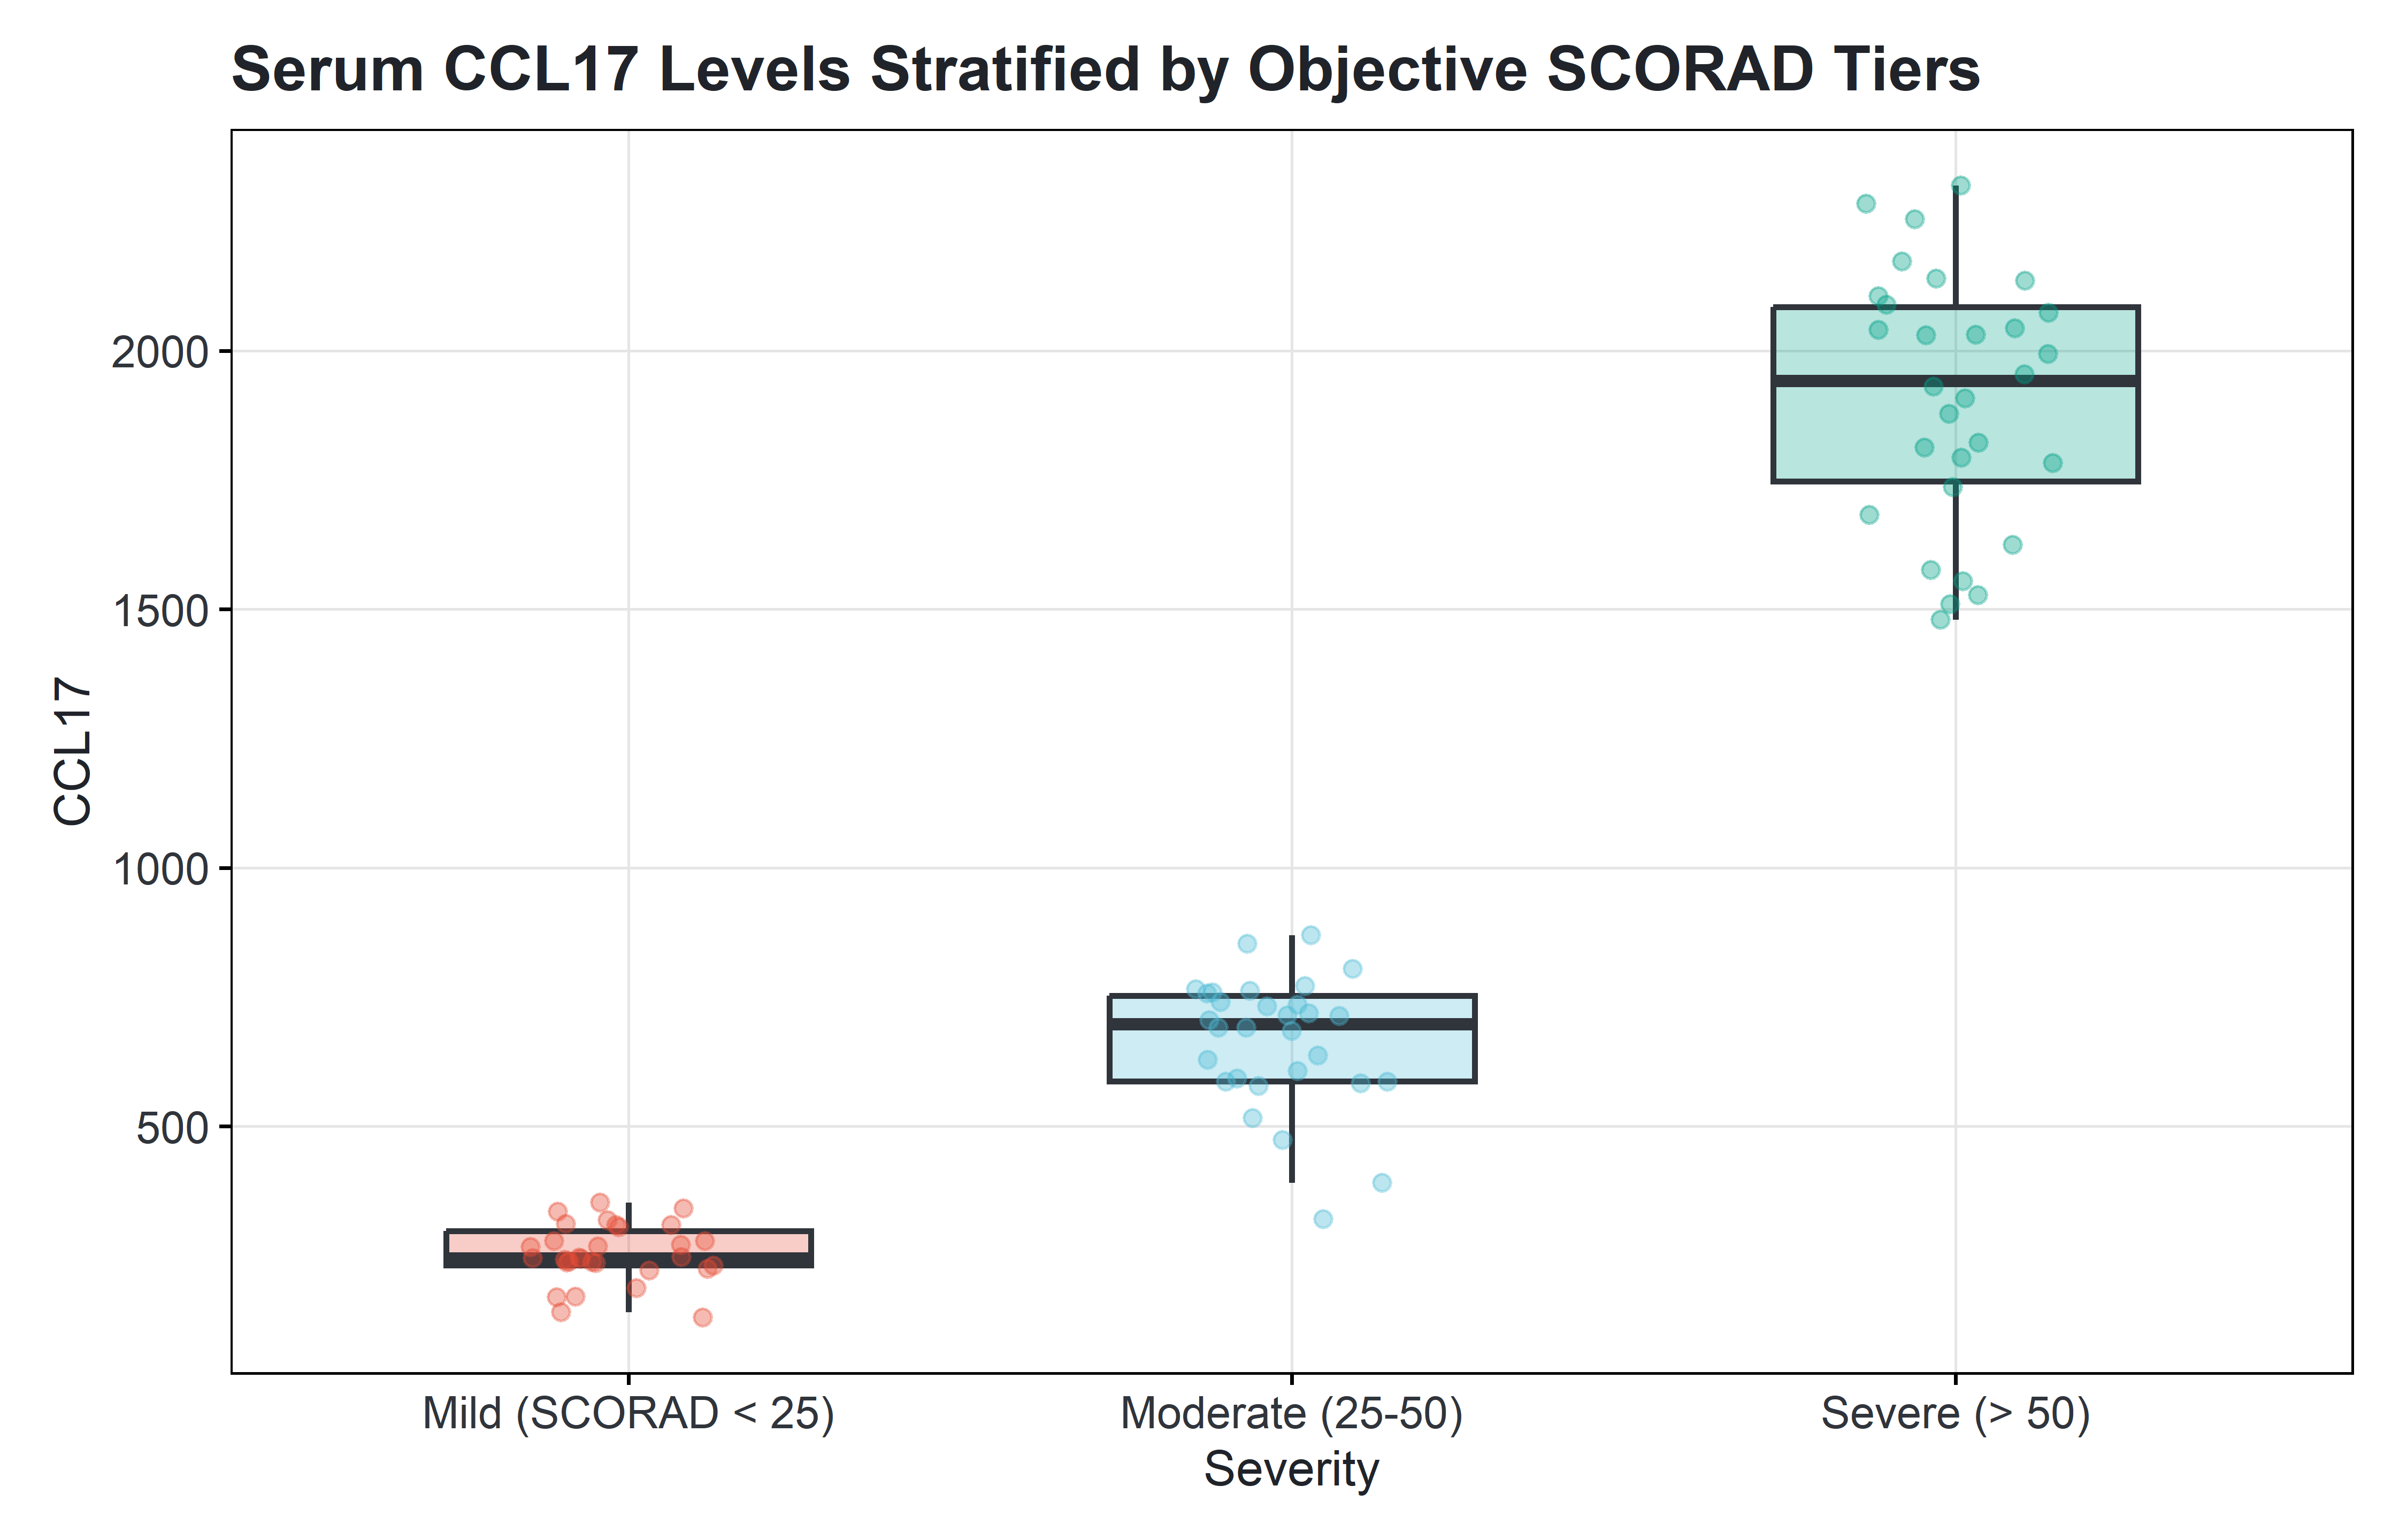 Serum CCL17 Levels Stratified by Objective SCORAD Tiers
2000
1500
1000
500
CCL17
Mild (SCORAD < 25)
Moderate (25-50)
Severe (> 50)
Severity